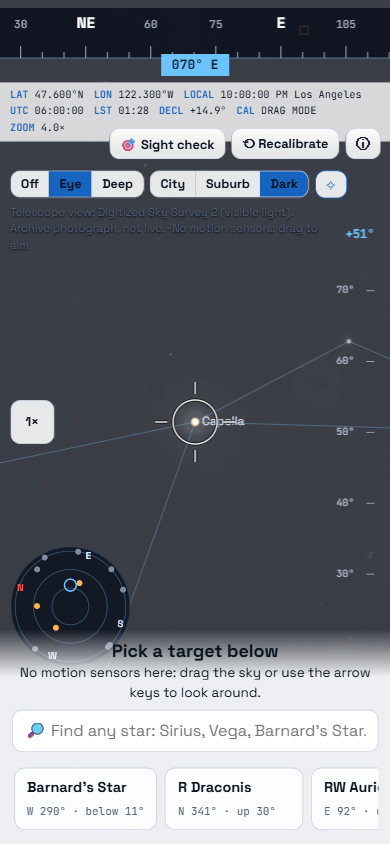 30 NE 60 75 E 105
070° E
LAT 47.600°N LON 122.300°W LOCAL 10:00:00 PM Los Angeles
UTC 06:00:00 LST 01:28 DECL +14.9° CAL DRAG MODE
ZOOM 4.0×
Sight check
Recalibrate
Off Eye Deep City Suburb Dark
Telescope view: Digitized Sky Survey 2 (visible light).
Archive photograph, not live. · No motion sensors: drag to
aim
+51°
70°
60°
1×
Capella
50°
40°
30°
E
N
S
W
Pick a target below
No motion sensors here: drag the sky or use the arrow
keys to look around.
Find any star: Sirius, Vega, Barnard's Star.
Barnard's Star
W 290° · below 11°
R Draconis
N 341° · up 30°
RW Auri
E 92° ·